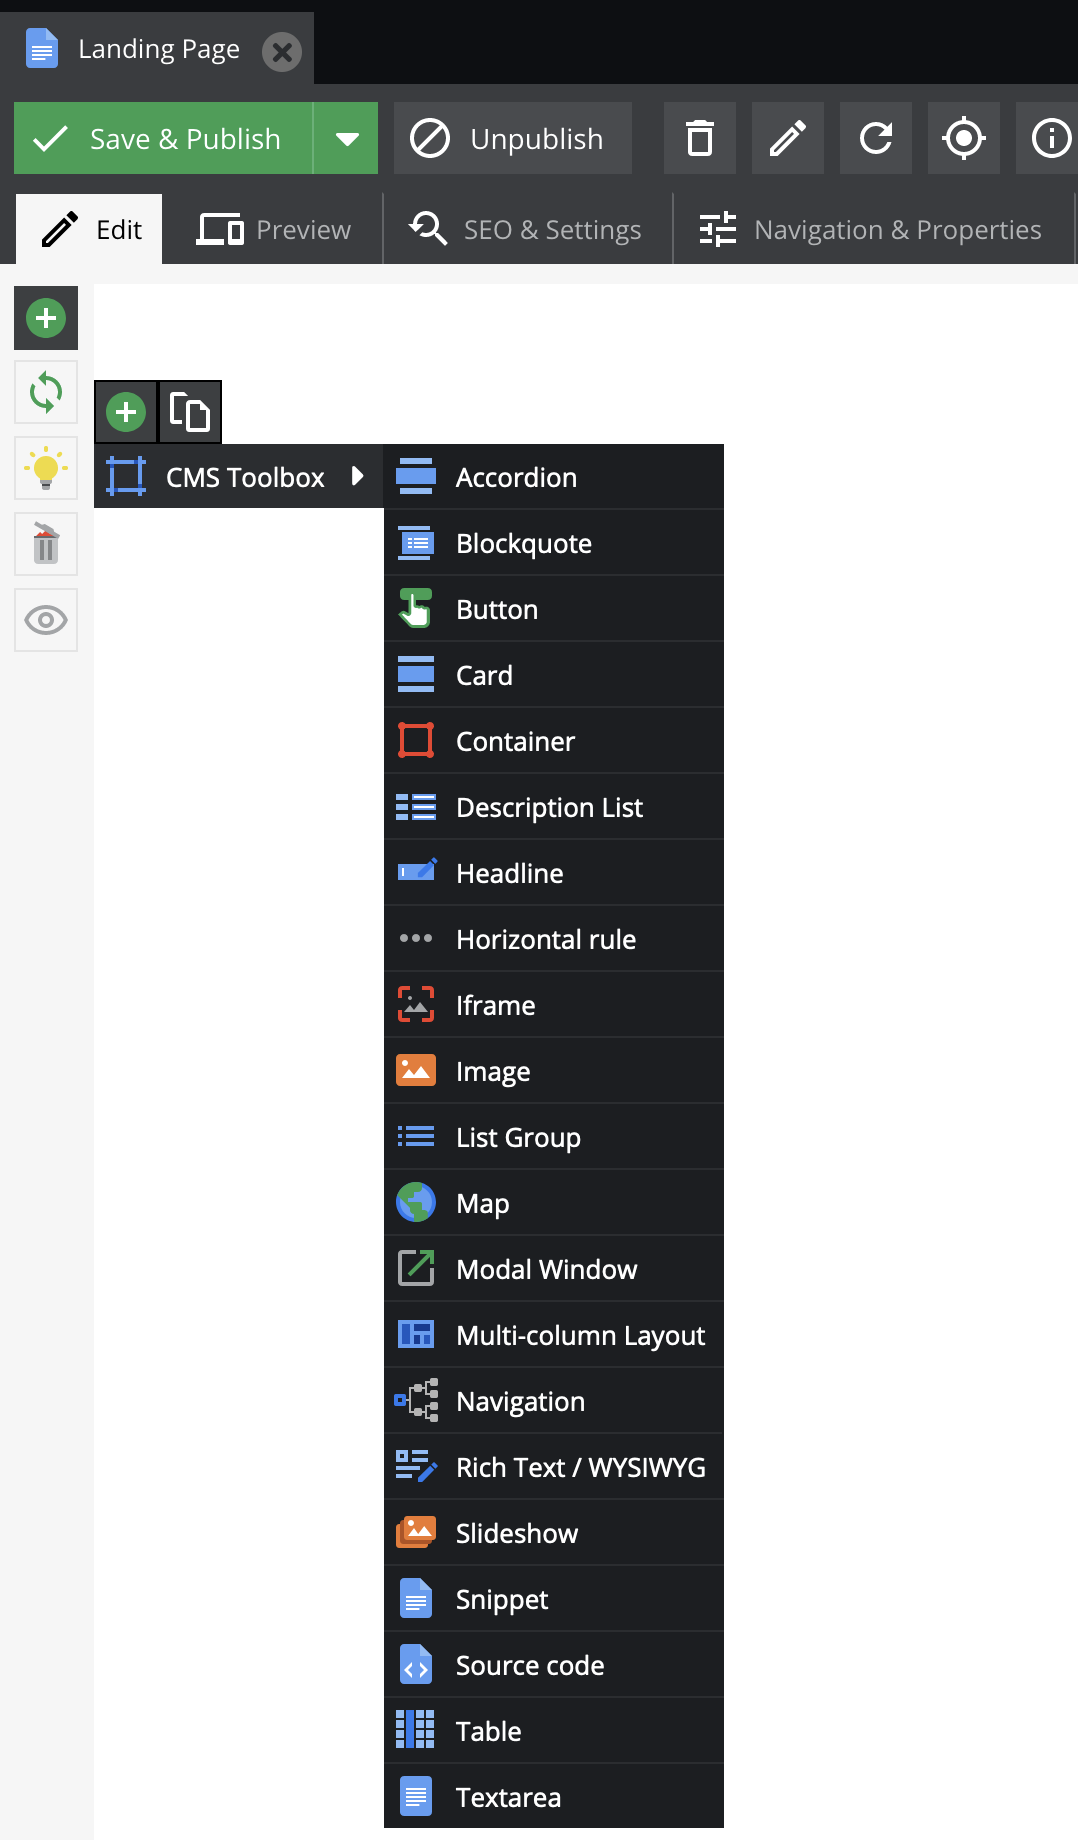 Landing Page
Save & Publish
Unpublish
Edit
Preview
SEO & Settings
Navigation & Properties
CMS Toolbox
Accordion
Blockquote
Button
Card
Container
Description List
Headline
Horizontal rule
Iframe
Image
List Group
Map
Modal Window
Multi-column Layout
Navigation
Rich Text / WYSIWYG
Slideshow
Snippet
Source code
Table
Textarea